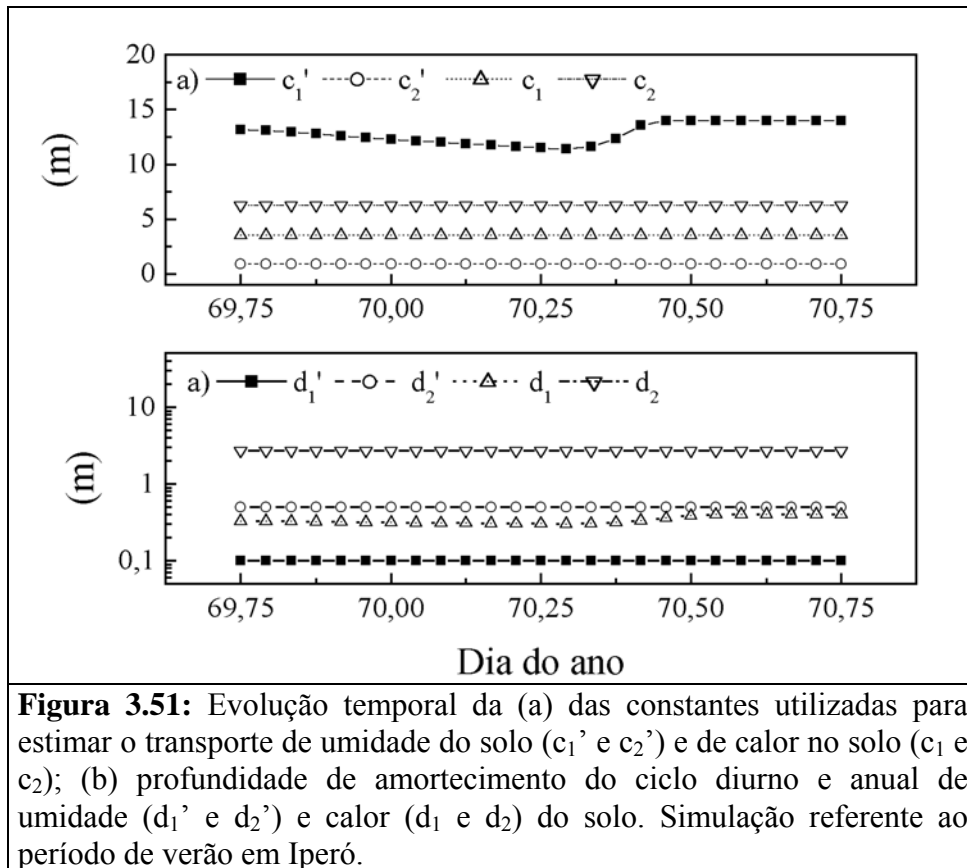 20
15
10
5
0
(m)
a) c₁' c₂' c₁ c₂
69,75 70,00 70,25 70,50 70,75
10
1
0,1
(m)
a) d₁' d₂' d₁ d₂
69,75 70,00 70,25 70,50 70,75
Dia do ano
Figura 3.51: Evolução temporal da (a) das constantes utilizadas para
estimar o transporte de umidade do solo (c₁’ e c₂’) e de calor no solo (c₁ e
c₂); (b) profundidade de amortecimento do ciclo diurno e anual de
umidade (d₁’ e d₂’) e calor (d₁ e d₂) do solo. Simulação referente ao
período de verão em Iperó.